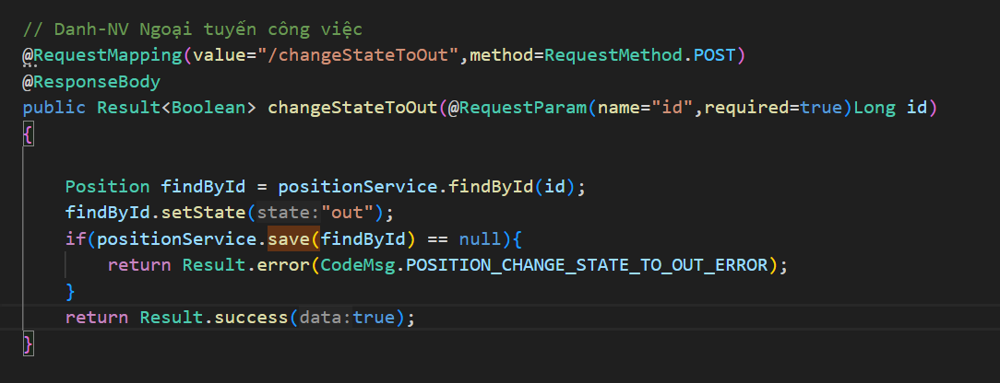 // Danh-NV Ngoại tuyến công việc
@RequestMapping(value="/changeStateToOut",method=RequestMethod.POST)
@ResponseBody
public Result<Boolean> changeStateToOut(@RequestParam(name="id",required=true)Long id)
{
Position findById = positionService.findById(id);
findById.setState(state:"out");
if(positionService.save(findById) == null){
return Result.error(CodeMsg.POSITION_CHANGE_STATE_TO_OUT_ERROR);
}
return Result.success(data:true);
}